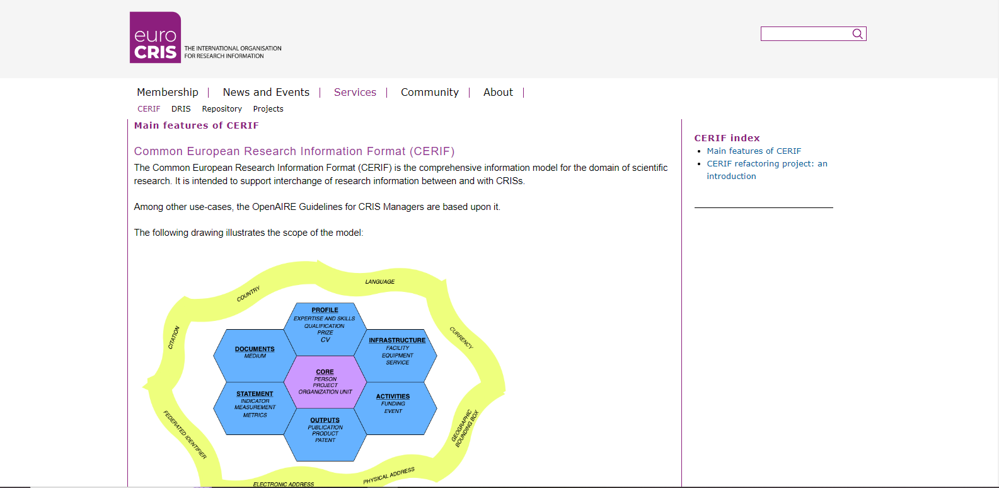 euro
CRIS
THE INTERNATIONAL ORGANISATION
FOR RESEARCH INFORMATION
Membership | News and Events | Services | Community | About |
CERIF DRIS Repository Projects
Main features of CERIF
Common European Research Information Format (CERIF)
The Common European Research Information Format (CERIF) is the comprehensive information model for the domain of scientific
research. It is intended to support interchange of research information between and with CRISs.
Among other use-cases, the OpenAIRE Guidelines for CRIS Managers are based upon it.
The following drawing illustrates the scope of the model:
COUNTRY
LANGUAGE
CURRENCY
CITATION
PROFILE
EXPERTISE AND SKILLS
QUALIFICATION
PRIZE
CV
DOCUMENTS
MEDIUM
INFRASTRUCTURE
FACILITY
EQUIPMENT
SERVICE
CORE
PERSON
PROJECT
ORGANIZATION UNIT
STATEMENT
INDICATOR
MEASUREMENT
METRICS
ACTIVITIES
FUNDING
EVENT
OUTPUTS
PUBLICATION
PRODUCT
PATENT
FEDERATED IDENTIFIER
GEOGRAPHIC
BOUNDING BOX
PHYSICAL ADDRESS
ELECTRONIC ADDRESS
CERIF index
Main features of CERIF
CERIF refactoring project: an
introduction